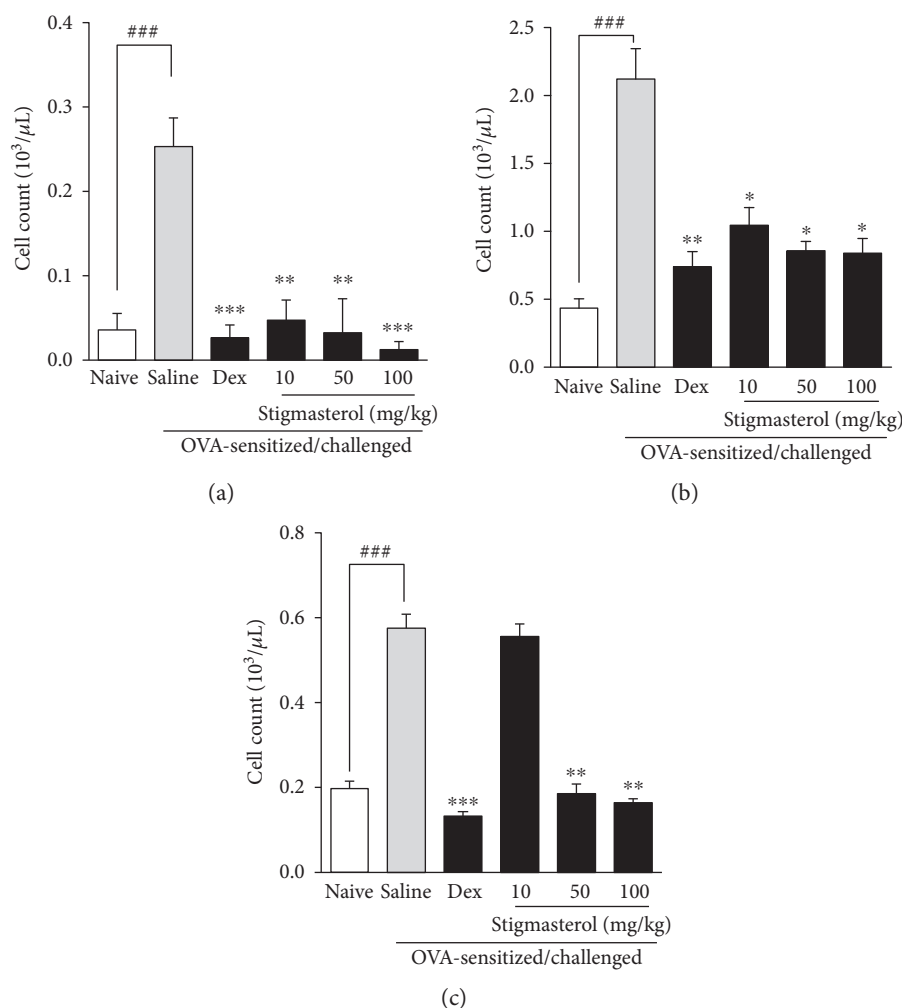 0.4
0.3
0.2
0.1
0.0
Cell count (10³/μL)
###
***
**
**
***
Naive Saline Dex 10 50 100
Stigmasterol (mg/kg)
OVA-sensitized/challenged
(a)
2.5
2.0
1.5
1.0
0.5
0.0
Cell count (10³/μL)
###
**
*
*
*
Naive Saline Dex 10 50 100
Stigmasterol (mg/kg)
OVA-sensitized/challenged
(b)
0.8
0.6
0.4
0.2
0.0
Cell count (10³/μL)
###
***
**
**
Naive Saline Dex 10 50 100
Stigmasterol (mg/kg)
OVA-sensitized/challenged
(c)